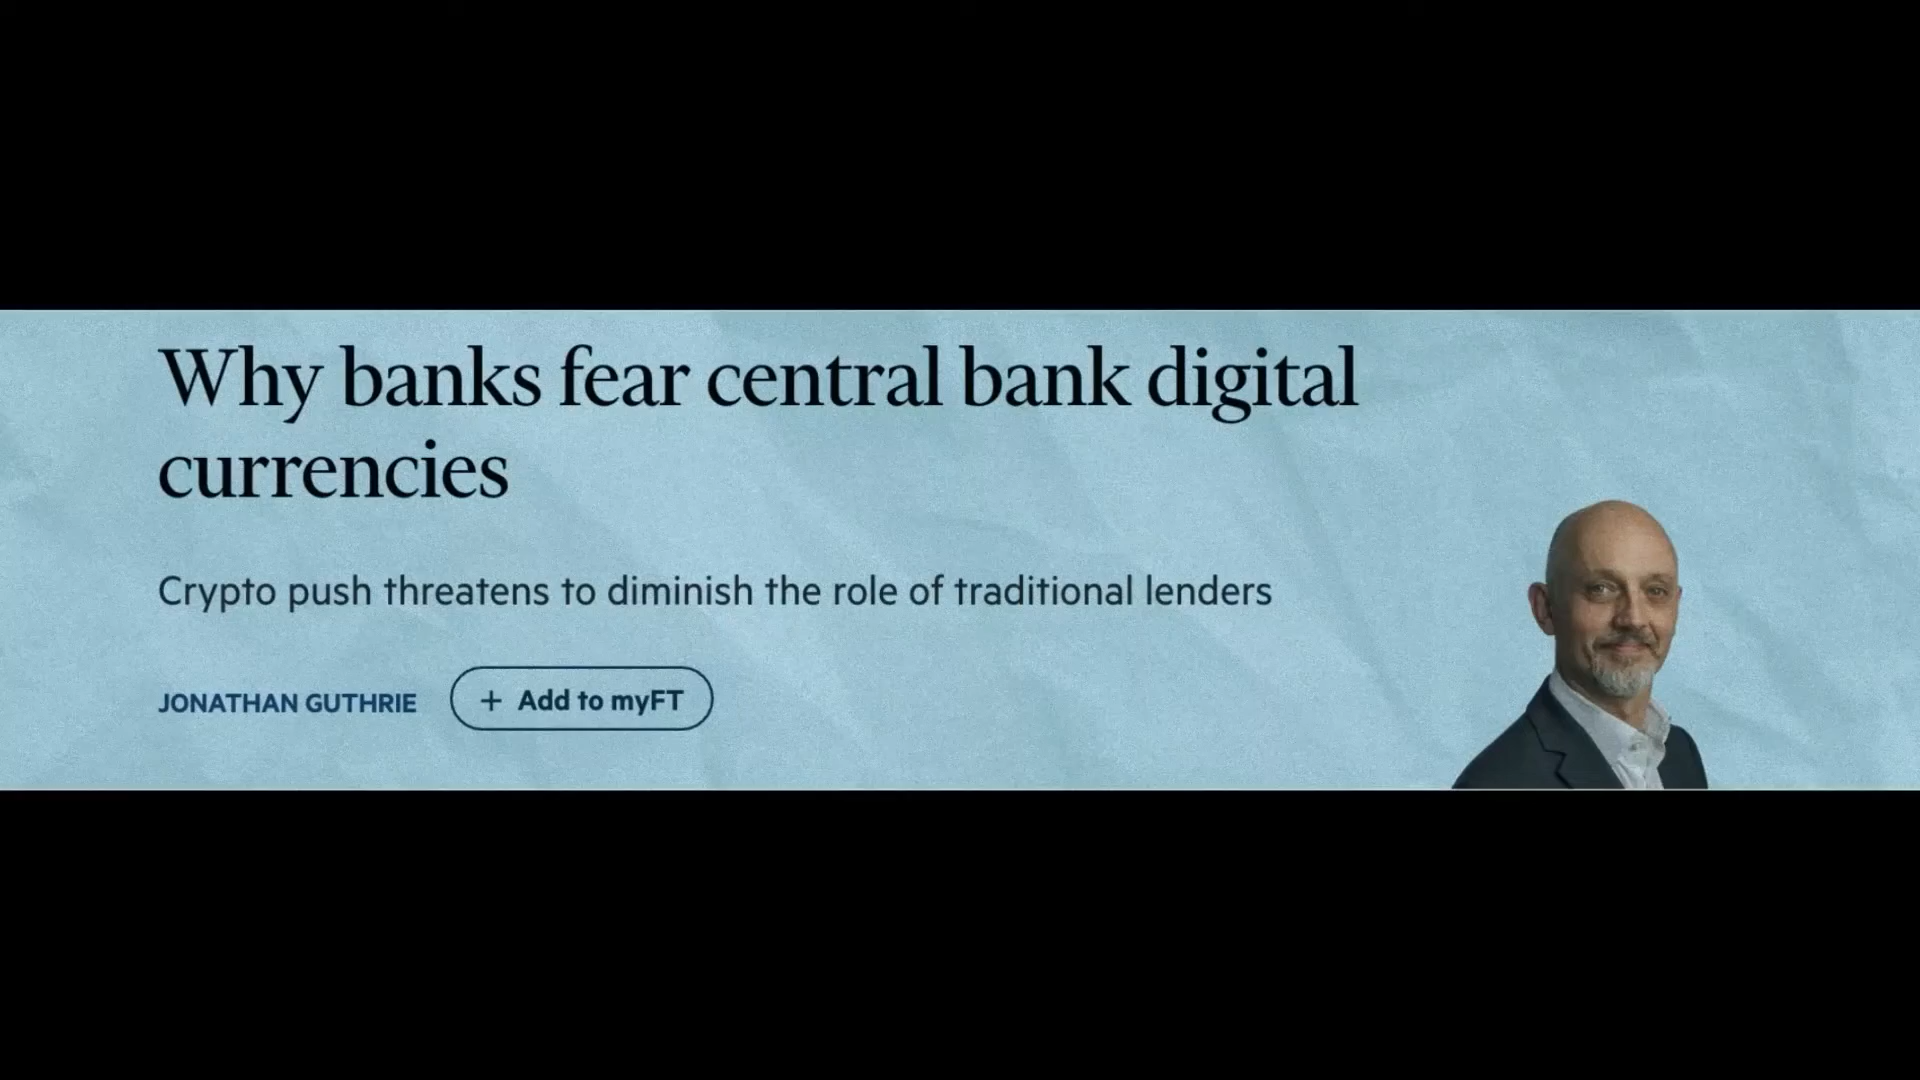 Why banks fear central bank digital
currencies
Crypto push threatens to diminish the role of traditional lenders
JONATHAN GUTHRIE
+ Add to myFT